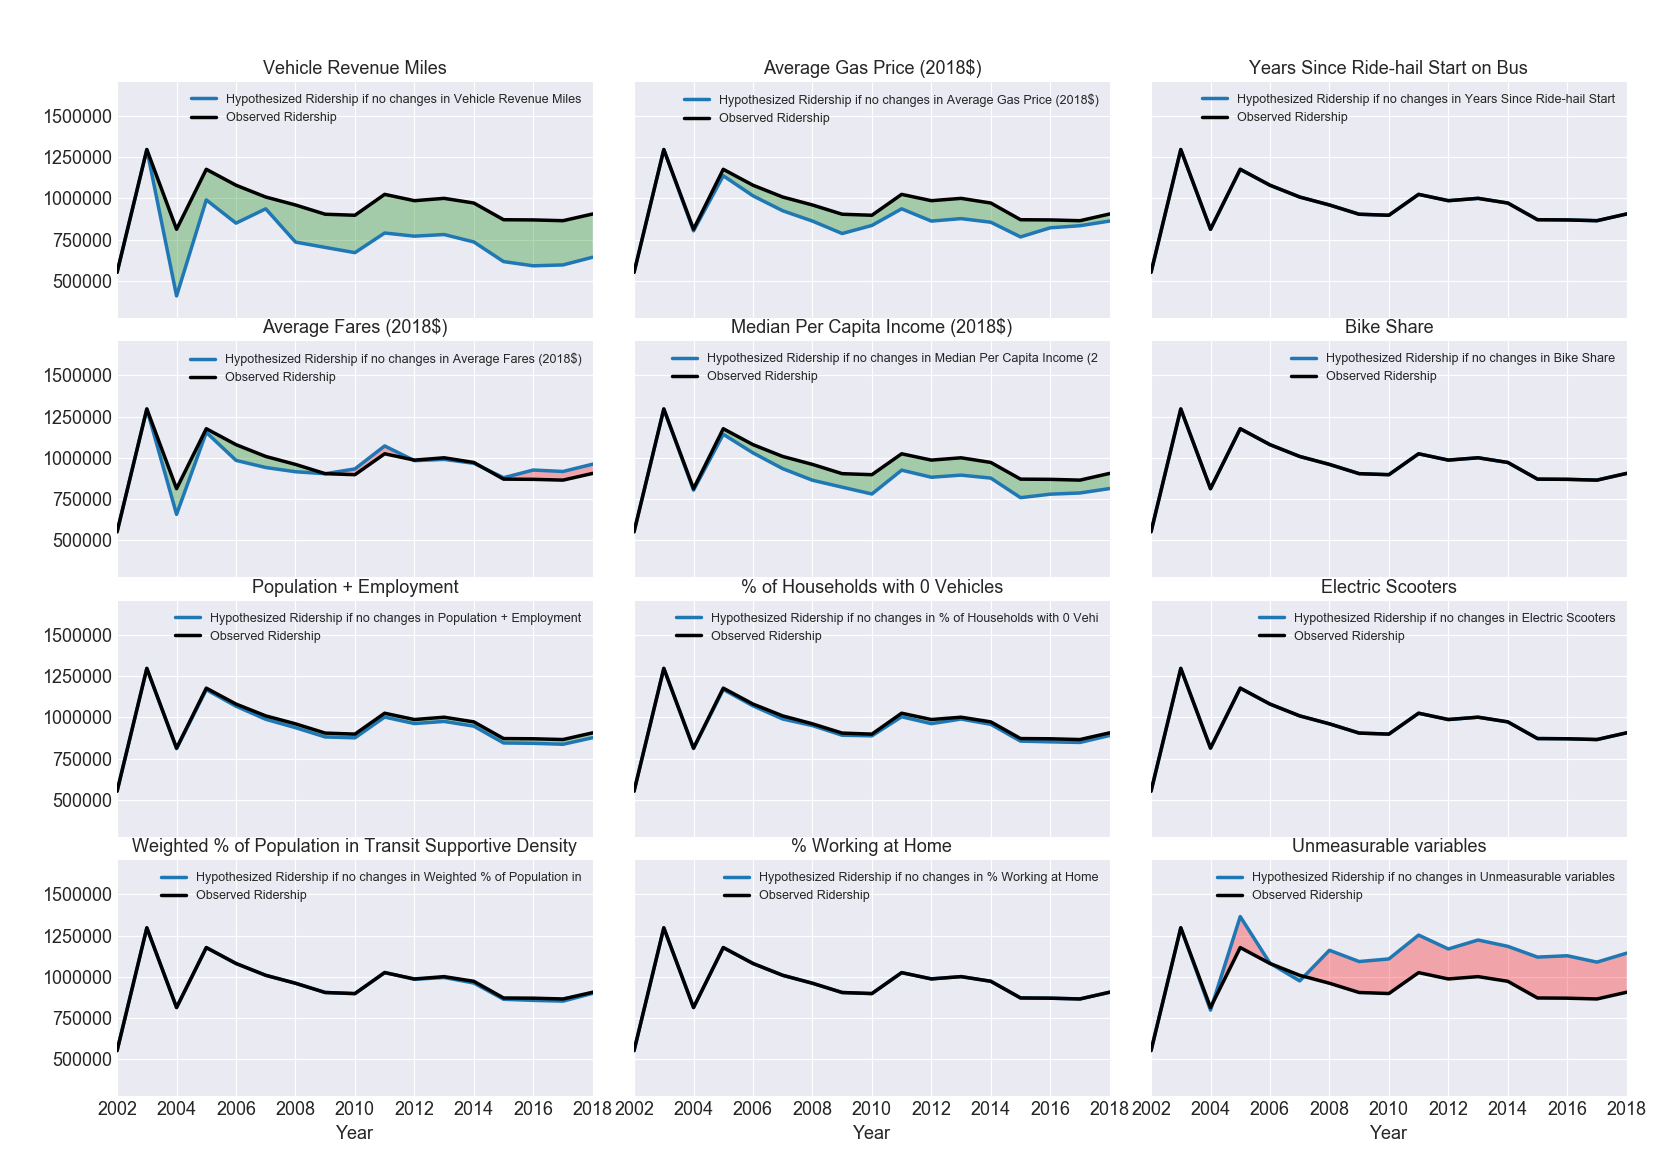 Vehicle Revenue Miles
Hypothesized Ridership if no changes in Vehicle Revenue Miles
Observed Ridership
1500000
1250000
1000000
750000
500000
Average Gas Price (2018$)
Hypothesized Ridership if no changes in Average Gas Price (2018$)
Observed Ridership
Years Since Ride-hail Start on Bus
Hypothesized Ridership if no changes in Years Since Ride-hail Start
Observed Ridership
Average Fares (2018$)
Hypothesized Ridership if no changes in Average Fares (2018$)
Observed Ridership
1500000
1250000
1000000
750000
500000
Median Per Capita Income (2018$)
Hypothesized Ridership if no changes in Median Per Capita Income (2
Observed Ridership
Bike Share
Hypothesized Ridership if no changes in Bike Share
Observed Ridership
Population + Employment
Hypothesized Ridership if no changes in Population + Employment
Observed Ridership
1500000
1250000
1000000
750000
500000
% of Households with 0 Vehicles
Hypothesized Ridership if no changes in % of Households with 0 Vehi
Observed Ridership
Electric Scooters
Hypothesized Ridership if no changes in Electric Scooters
Observed Ridership
Weighted % of Population in Transit Supportive Density
Hypothesized Ridership if no changes in Weighted % of Population in
Observed Ridership
1500000
1250000
1000000
750000
500000
2002 2004 2006 2008 2010 2012 2014 2016 2018
Year
% Working at Home
Hypothesized Ridership if no changes in % Working at Home
Observed Ridership
2002 2004 2006 2008 2010 2012 2014 2016 2018
Year
Unmeasurable variables
Hypothesized Ridership if no changes in Unmeasurable variables
Observed Ridership
2002 2004 2006 2008 2010 2012 2014 2016 2018
Year